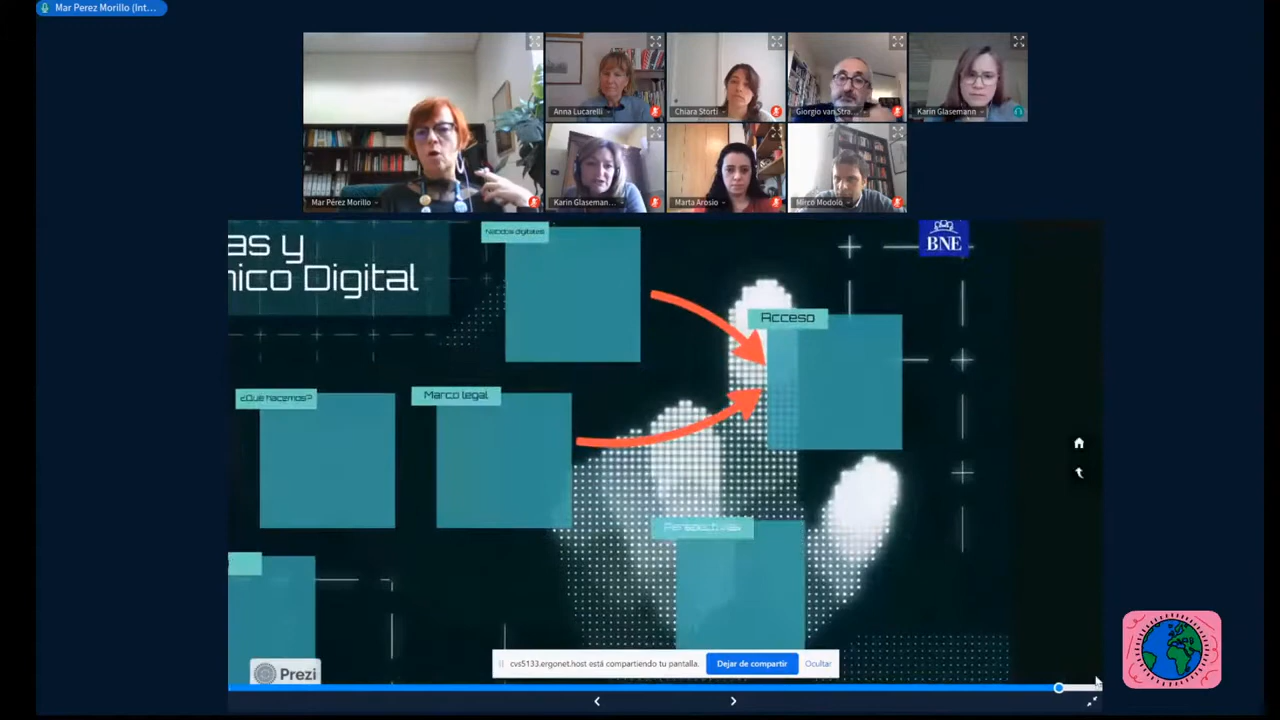 Mar Perez Morillo (Int...
Anna Lucarelli
Chiara Storti
Giorgio van Stra...
Karin Glasemann
Mar Pérez Morillo
Karin Glaseman...
Marta Arosio
Mirco Modolo
as y
nico Digital
Nacidos digitales
BNE
Acceso
¿Qué hacemos?
Marco legal
Perspectivas
Prezi
cvs5133.ergonet.host está compartiendo tu pantalla.
Dejar de compartir
Ocultar